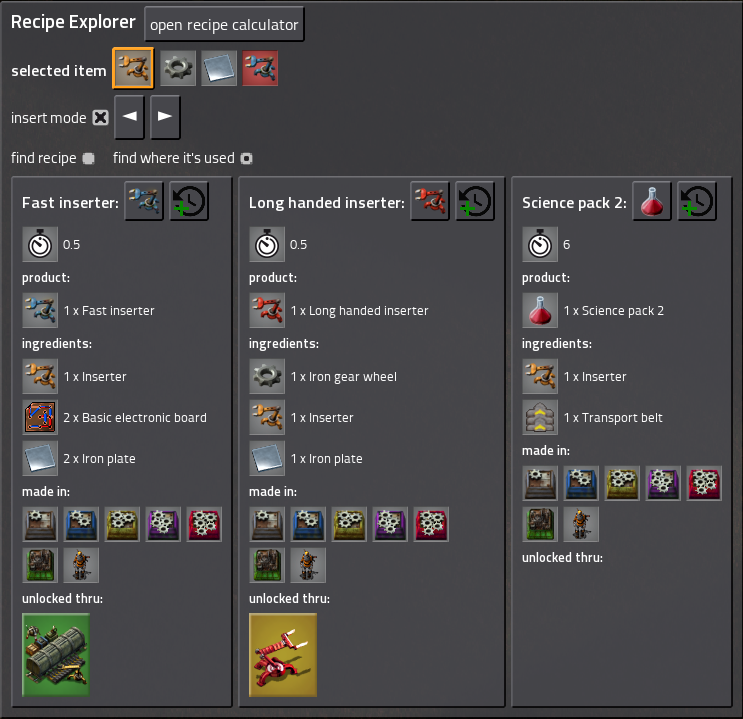 Recipe Explorer open recipe calculator
selected item
insert mode
find recipe find where it's used
Fast inserter:
0.5
product:
1 x Fast inserter
ingredients:
1 x Inserter
2 x Basic electronic board
2 x Iron plate
made in:
unlocked thru:
Long handed inserter:
0.5
product:
1 x Long handed inserter
ingredients:
1 x Iron gear wheel
1 x Inserter
1 x Iron plate
made in:
unlocked thru:
Science pack 2:
6
product:
1 x Science pack 2
ingredients:
1 x Inserter
1 x Transport belt
made in:
unlocked thru: